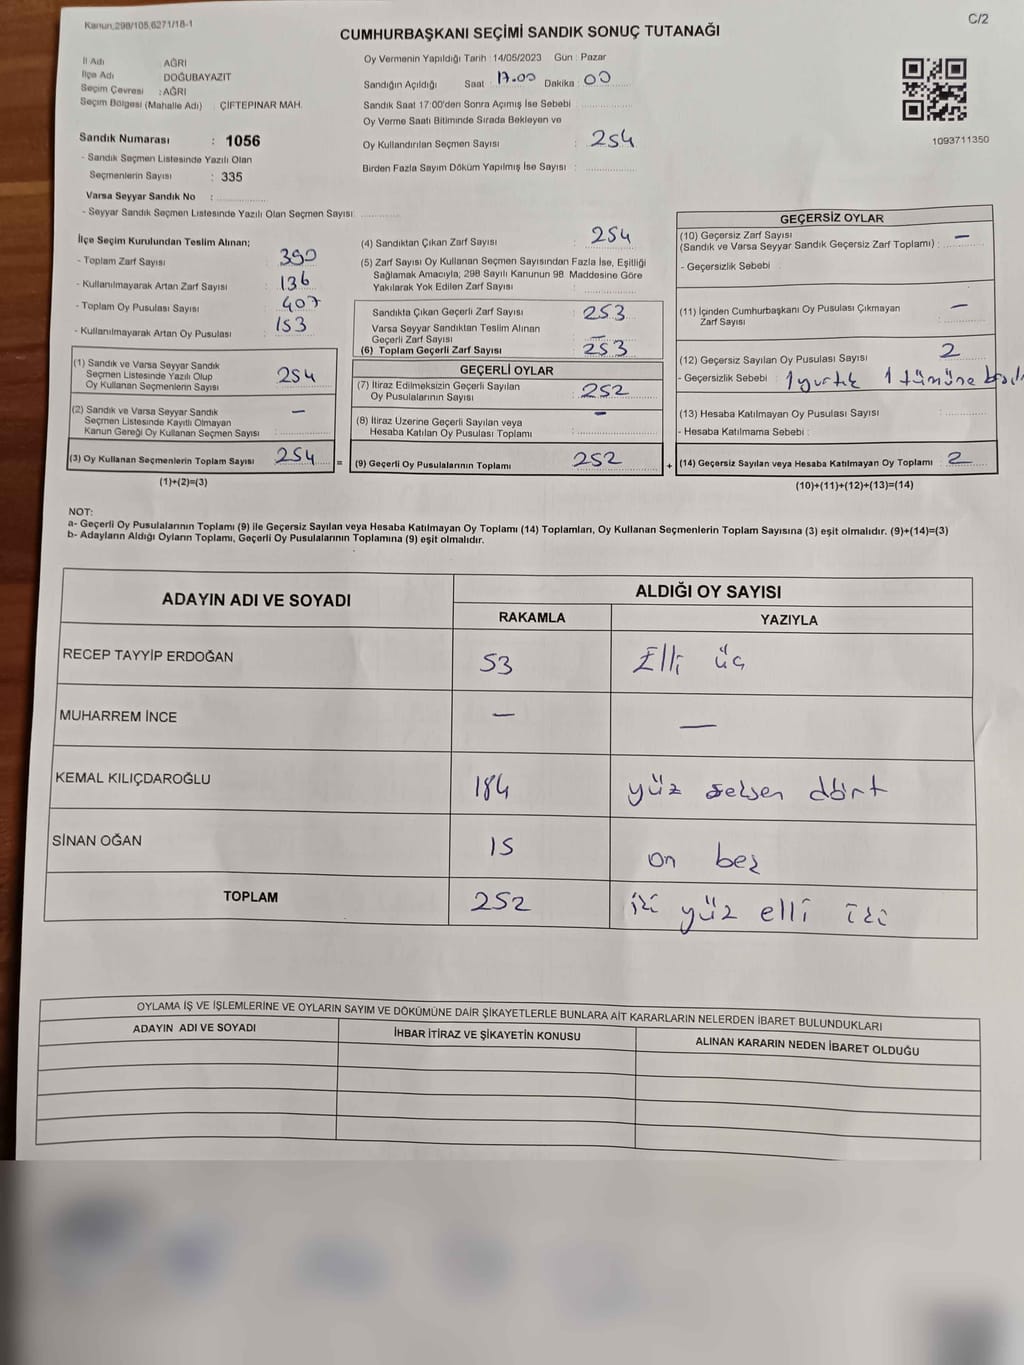 Kanun,298/105,6271/18-1
C/2
CUMHURBAŞKANI SEÇİMİ SANDIK SONUÇ TUTANAĞI
İl Adı AĞRI
İlçe Adı DOĞUBAYAZIT
Seçim Çevresi : AĞRI
Seçim Bölgesi (Mahalle Adı) : ÇİFTEPINAR MAH.
Sandık Numarası : 1056
- Sandık Seçmen Listesinde Yazılı Olan
Seçmenlerin Sayısı : 335
Varsa Seyyar Sandık No :
- Seyyar Sandık Seçmen Listesinde Yazılı Olan Seçmen Sayısı
Oy Vermenin Yapıldığı Tarih : 14/05/2023 Gün : Pazar
Sandığın Açıldığı Saat : 17.00 Dakika : 00
Sandık Saat 17:00'den Sonra Açımış İse Sebebi
Oy Verme Saati Bitiminde Sırada Bekleyen ve
Oy Kullandırılan Seçmen Sayısı : 254
Birden Fazla Sayım Döküm Yapılmış İse Sayısı :
1093711350
İlçe Seçim Kurulundan Teslim Alınan;
- Toplam Zarf Sayısı : 390
- Kullanılmayarak Artan Zarf Sayısı : 136
- Toplam Oy Pusulası Sayısı : 407
- Kullanılmayarak Artan Oy Pusulası : 153
(1) Sandık ve Varsa Seyyar Sandık
Seçmen Listesinde Yazılı Olup
Oy Kullanan Seçmenlerin Sayısı : 254
(2) Sandık ve Varsa Seyyar Sandık
Seçmen Listesinde Kayıtlı Olmayan
Kanun Gereği Oy Kullanan Seçmen Sayısı : —
(3) Oy Kullanan Seçmenlerin Toplam Sayısı 254 =
(1)+(2)=(3)
(4) Sandıktan Çıkan Zarf Sayısı : 254
(5) Zarf Sayısı Oy Kullanan Seçmen Sayısından Fazla İse, Eşitliği
Sağlamak Amacıyla; 298 Sayılı Kanunun 98. Maddesine Göre
Yakılarak Yok Edilen Zarf Sayısı :
Sandıkta Çıkan Geçerli Zarf Sayısı : 253
Varsa Seyyar Sandıktan Teslim Alınan
Geçerli Zarf Sayısı : —
(6) Toplam Geçerli Zarf Sayısı : 253
GEÇERLİ OYLAR
(7) İtiraz Edilmeksizin Geçerli Sayılan
Oy Pusulalarının Sayısı : 252
(8) İtiraz Üzerine Geçerli Sayılan veya
Hesaba Katılan Oy Pusulası Toplamı : —
(9) Geçerli Oy Pusulalarının Toplamı 252 +
GEÇERSİZ OYLAR
(10) Geçersiz Zarf Sayısı
(Sandık ve Varsa Seyyar Sandık Geçersiz Zarf Toplamı) : —
- Geçersizlik Sebebi :
(11) İçinden Cumhurbaşkanı Oy Pusulası Çıkmayan
Zarf Sayısı : —
(12) Geçersiz Sayılan Oy Pusulası Sayısı : 2
- Geçersizlik Sebebi : 1 yırtık 1 tümüne
(13) Hesaba Katılmayan Oy Pusulası Sayısı :
- Hesaba Katılmama Sebebi :
(14) Geçersiz Sayılan veya Hesaba Katılmayan Oy Toplamı : 2
(10)+(11)+(12)+(13)=(14)
NOT:
a- Geçerli Oy Pusulalarının Toplamı (9) ile Geçersiz Sayılan veya Hesaba Katılmayan Oy Toplamı (14) Toplamları, Oy Kullanan Seçmenlerin Toplam Sayısına (3) eşit olmalıdır. (9)+(14)=(3)
b- Adayların Aldığı Oyların Toplamı, Geçerli Oy Pusulalarının Toplamına (9) eşit olmalıdır.
ADAYIN ADI VE SOYADI
ALDIĞI OY SAYISI
RAKAMLA YAZIYLA
RECEP TAYYİP ERDOĞAN 53 Elli üç
MUHARREM İNCE — —
KEMAL KILIÇDAROĞLU 184 yüz seksen dört
SİNAN OĞAN 15 on beş
TOPLAM 252 iki yüz elli iki
OYLAMA İŞ VE İŞLEMLERİNE VE OYLARIN SAYIM VE DÖKÜMÜNE DAİR ŞİKAYETLERLE BUNLARA AİT KARARLARIN NELERDEN İBARET BULUNDUKLARI
ADAYIN ADI VE SOYADI İHBAR İTİRAZ VE ŞİKAYETİN KONUSU ALINAN KARARIN NEDEN İBARET OLDUĞU